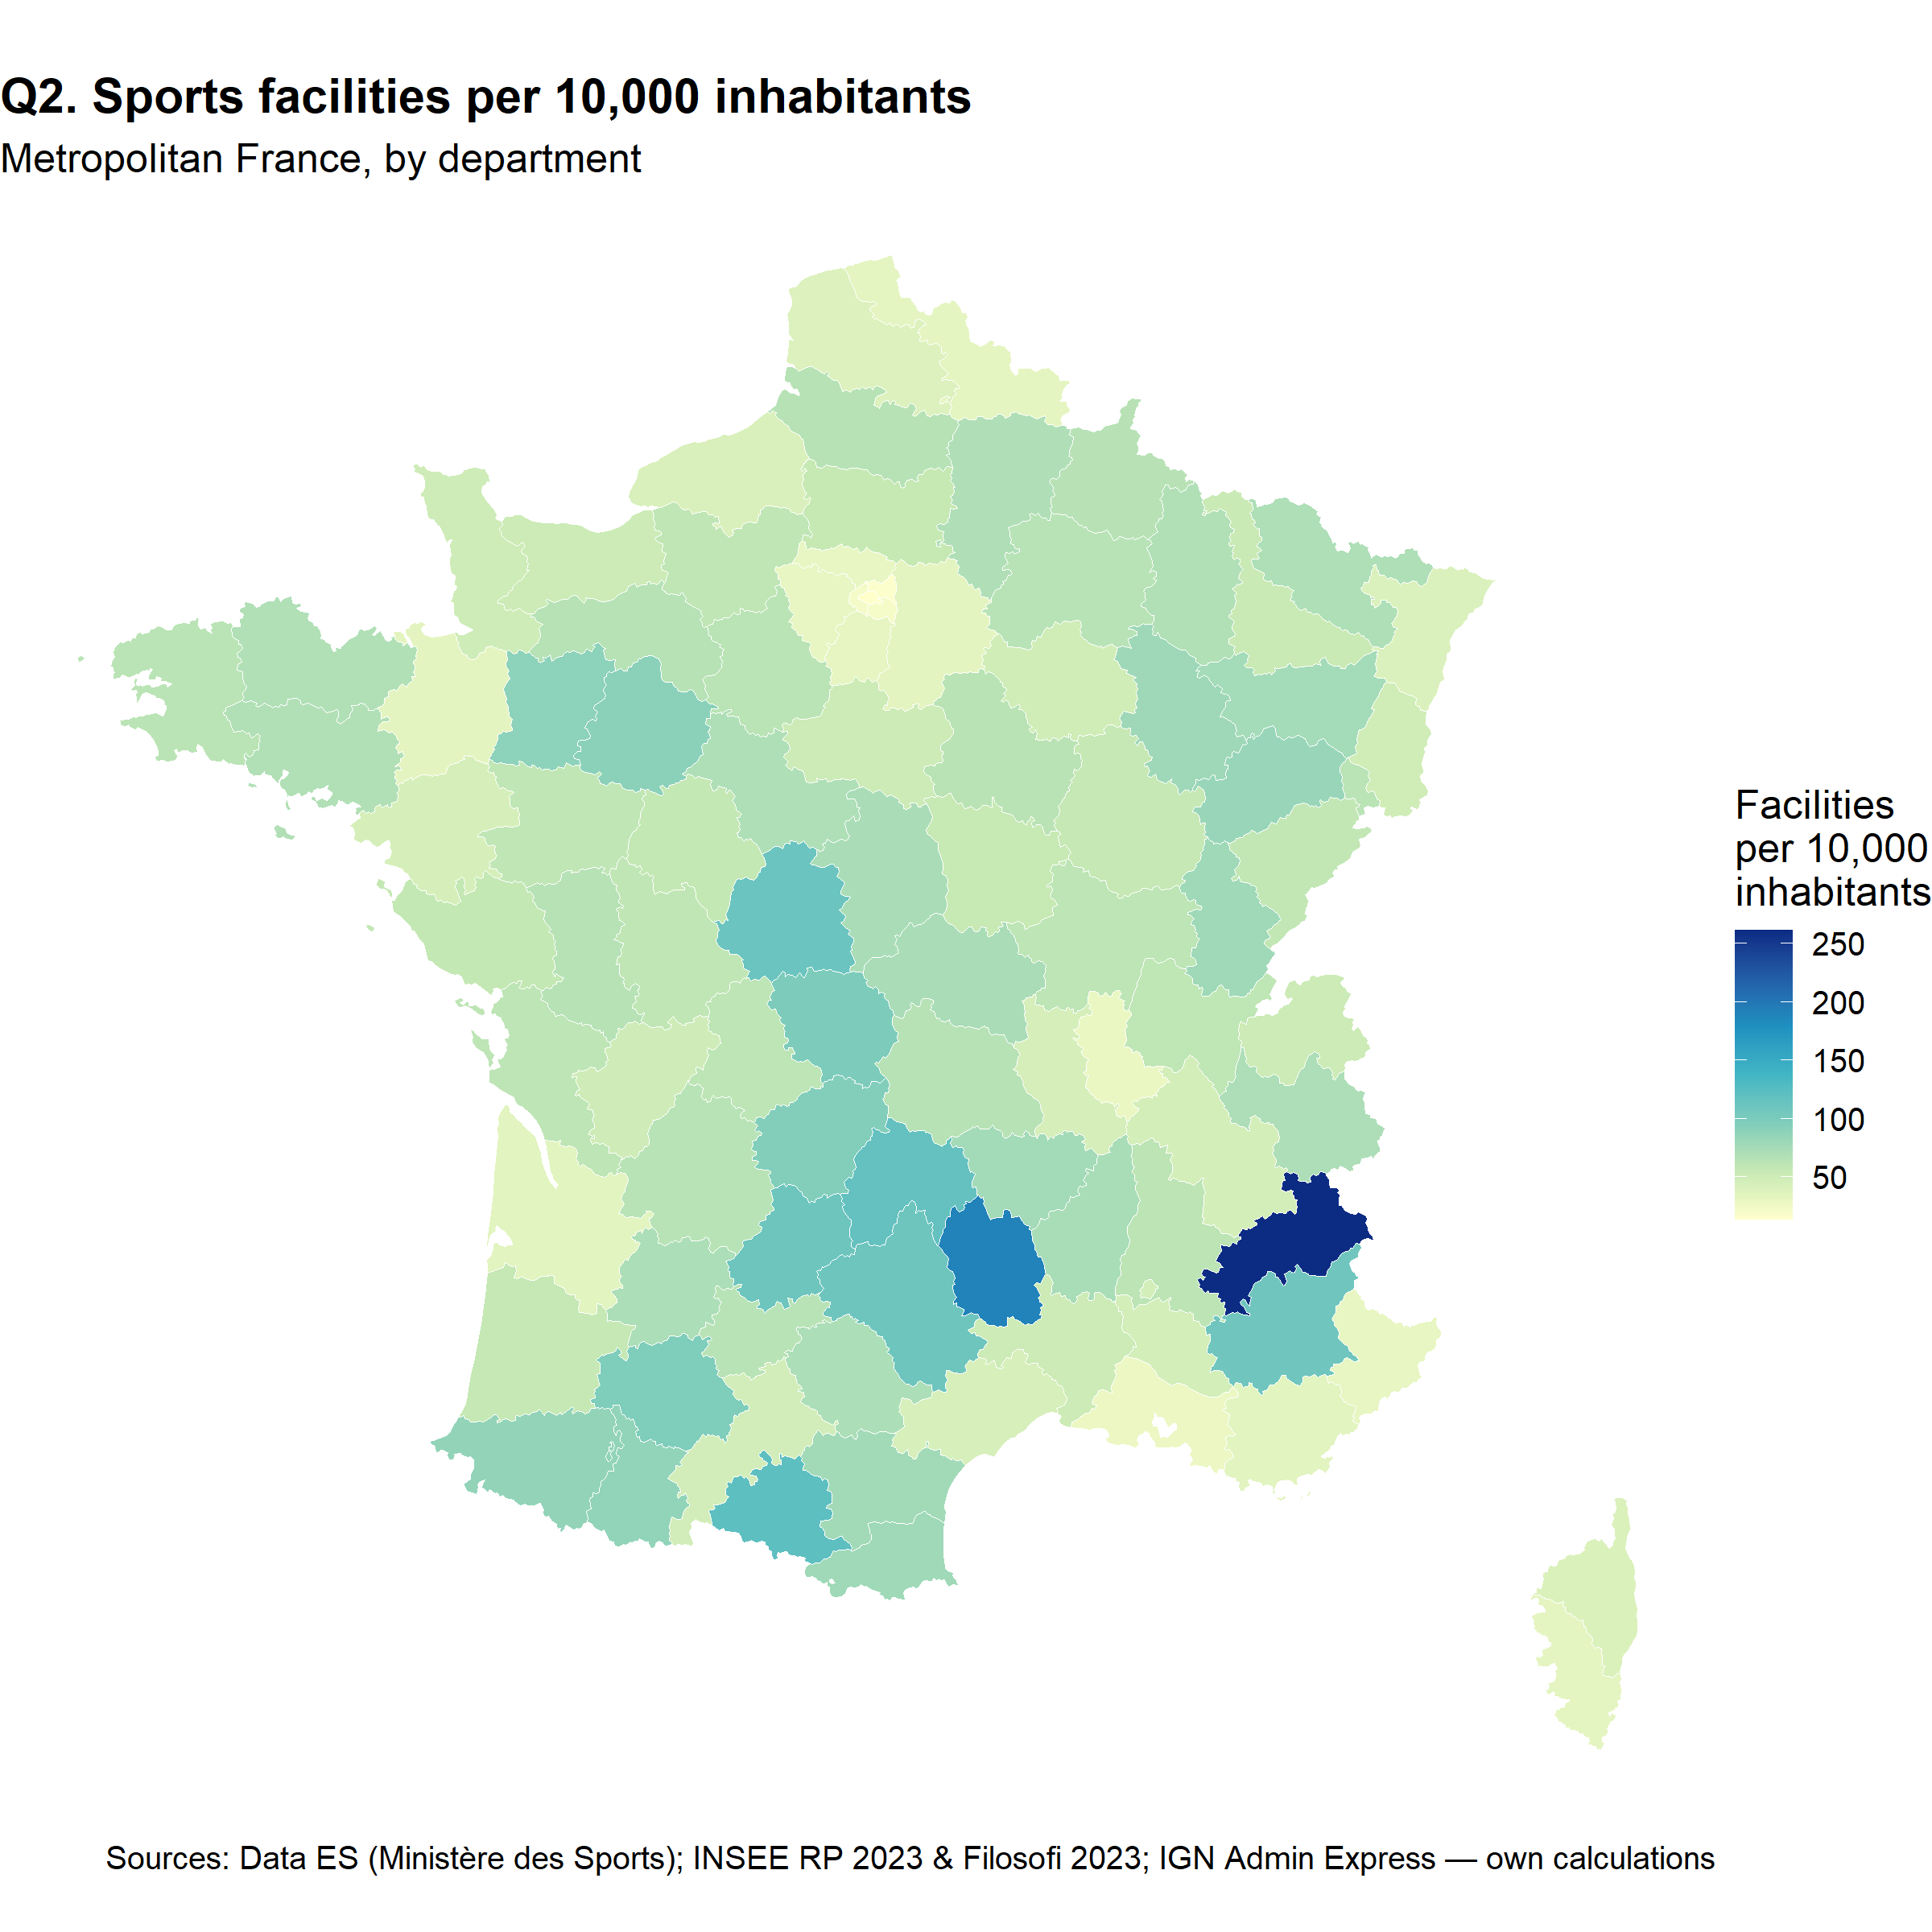 Q2. Sports facilities per 10,000 inhabitants
Metropolitan France, by department
Facilities
per 10,000
inhabitants
250
200
150
100
50
Sources: Data ES (Ministère des Sports); INSEE RP 2023 & Filosofi 2023; IGN Admin Express — own calculations